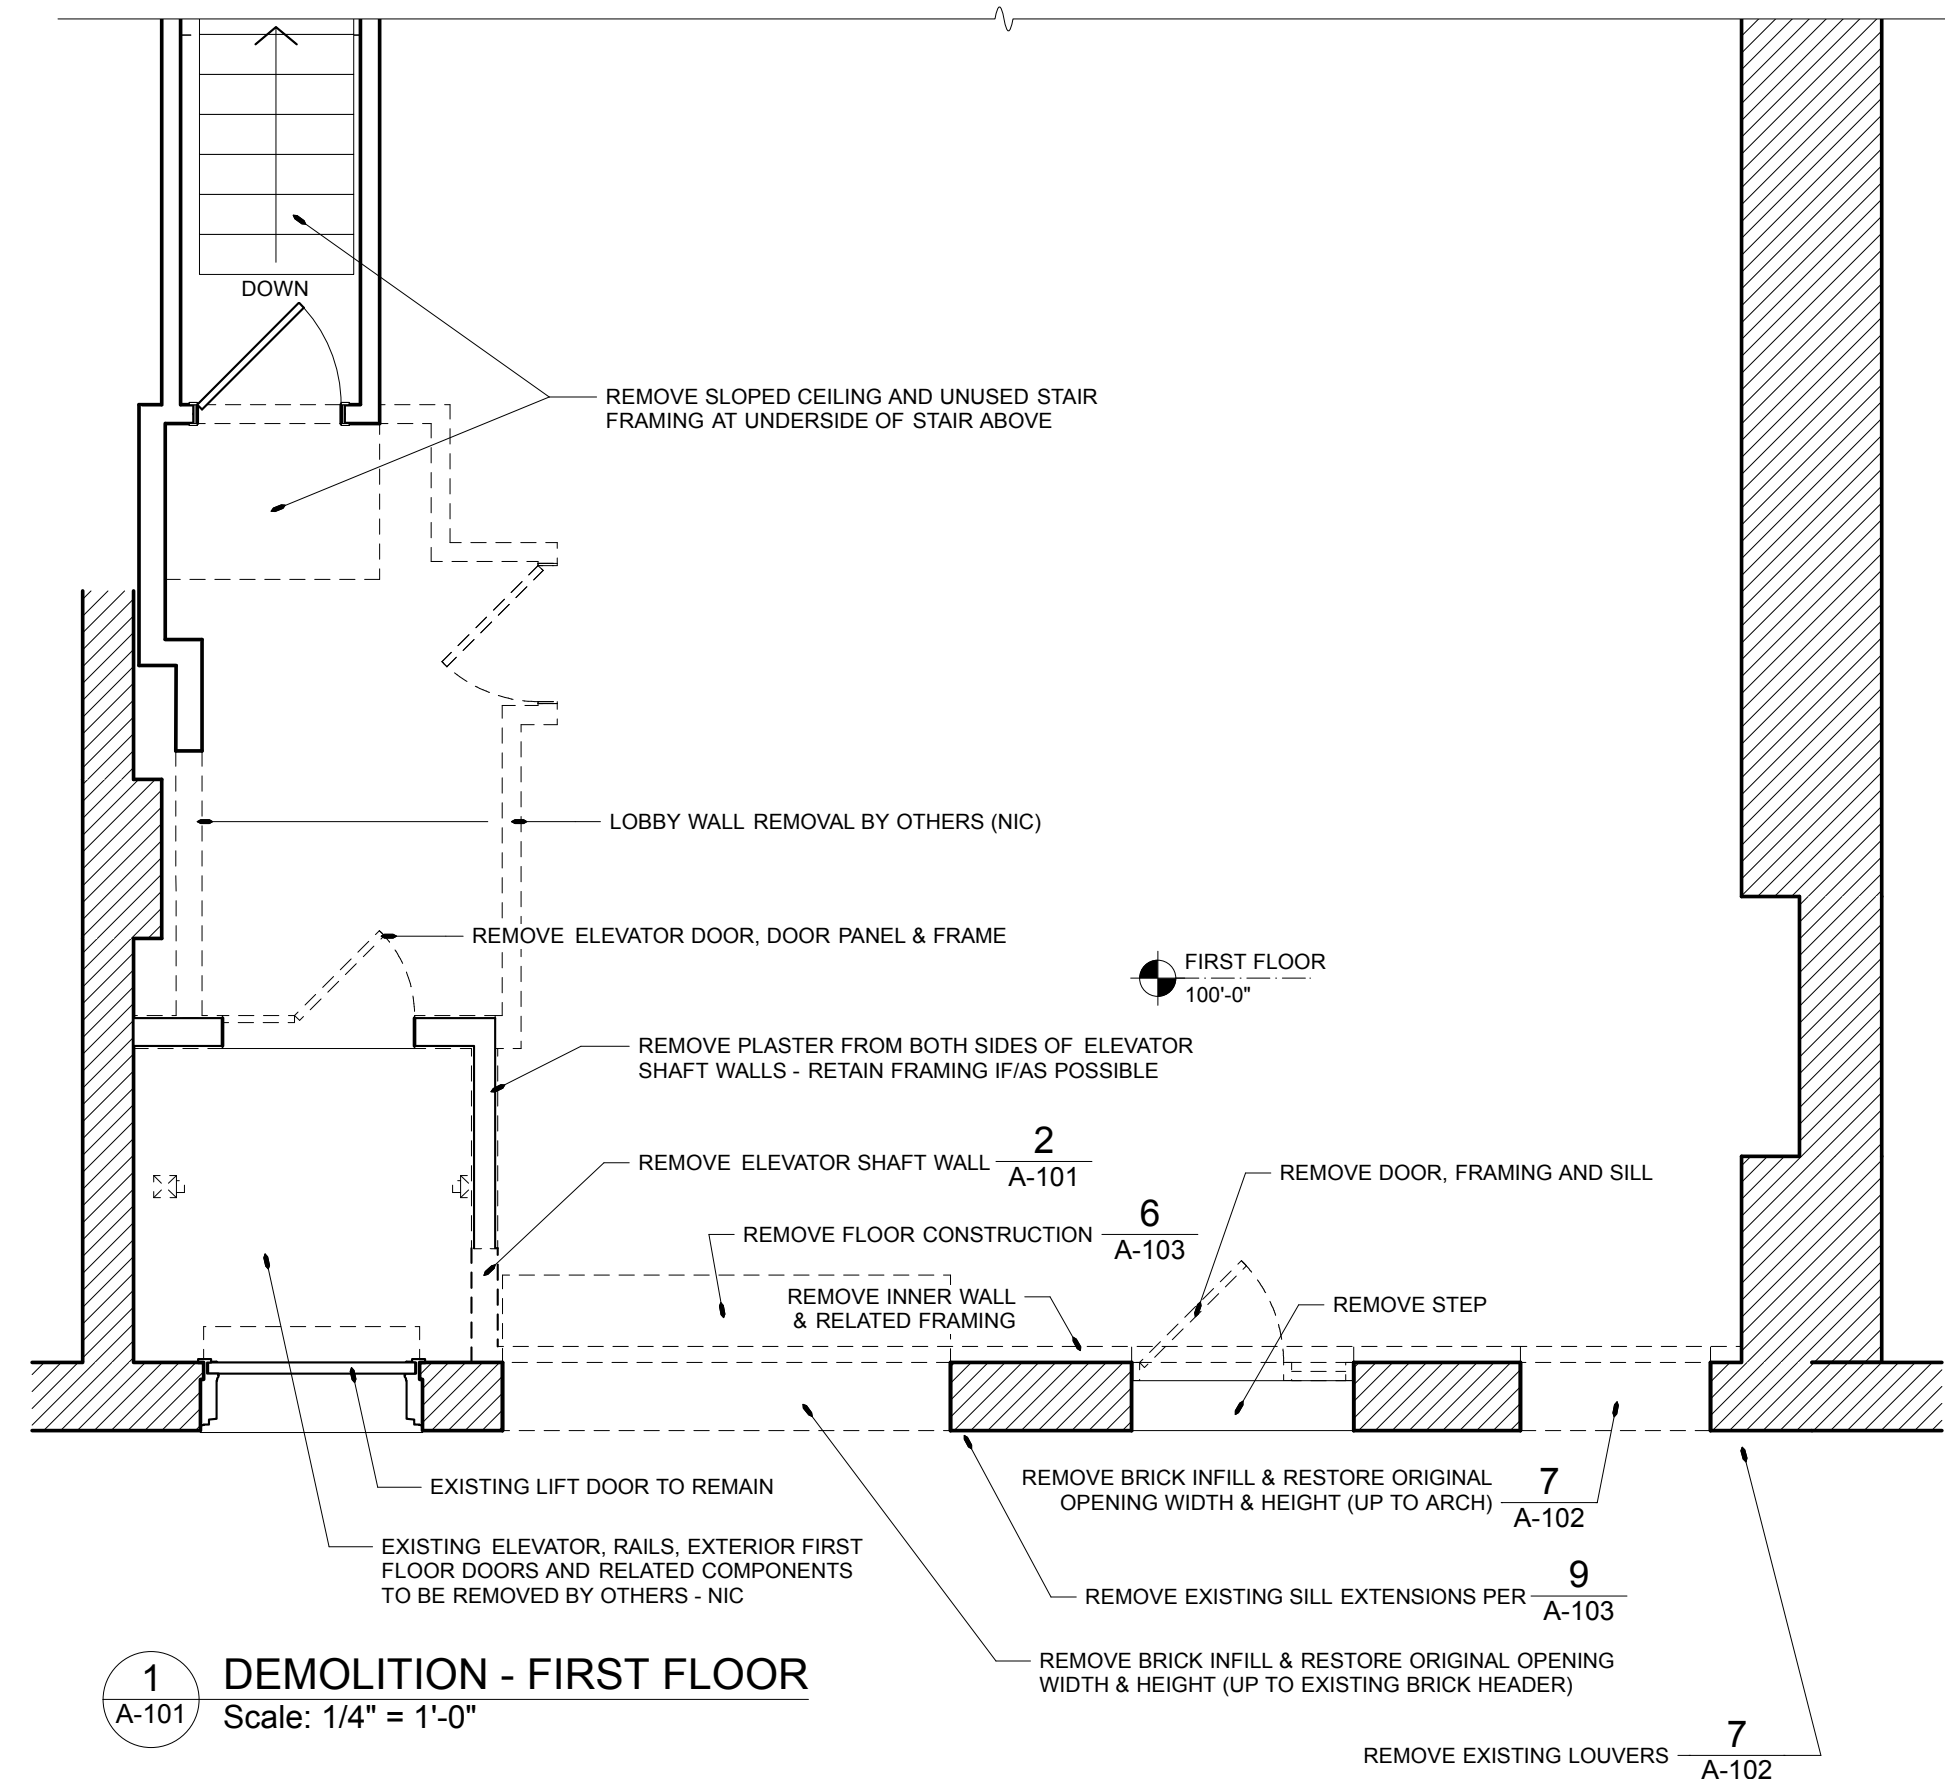 DOWN
REMOVE SLOPED CEILING AND UNUSED STAIR
FRAMING AT UNDERSIDE OF STAIR ABOVE
LOBBY WALL REMOVAL BY OTHERS (NIC)
REMOVE ELEVATOR DOOR, DOOR PANEL & FRAME
FIRST FLOOR
100'-0"
REMOVE PLASTER FROM BOTH SIDES OF ELEVATOR
SHAFT WALLS - RETAIN FRAMING IF/AS POSSIBLE
REMOVE ELEVATOR SHAFT WALL
2
A-101
REMOVE DOOR, FRAMING AND SILL
REMOVE FLOOR CONSTRUCTION
6
A-103
REMOVE INNER WALL
& RELATED FRAMING
REMOVE STEP
EXISTING LIFT DOOR TO REMAIN
REMOVE BRICK INFILL & RESTORE ORIGINAL
OPENING WIDTH & HEIGHT (UP TO ARCH)
7
A-102
EXISTING ELEVATOR, RAILS, EXTERIOR FIRST
FLOOR DOORS AND RELATED COMPONENTS
TO BE REMOVED BY OTHERS - NIC
REMOVE EXISTING SILL EXTENSIONS PER
9
A-103
REMOVE BRICK INFILL & RESTORE ORIGINAL OPENING
WIDTH & HEIGHT (UP TO EXISTING BRICK HEADER)
1
A-101
DEMOLITION - FIRST FLOOR
Scale: 1/4" = 1'-0"
REMOVE EXISTING LOUVERS
7
A-102